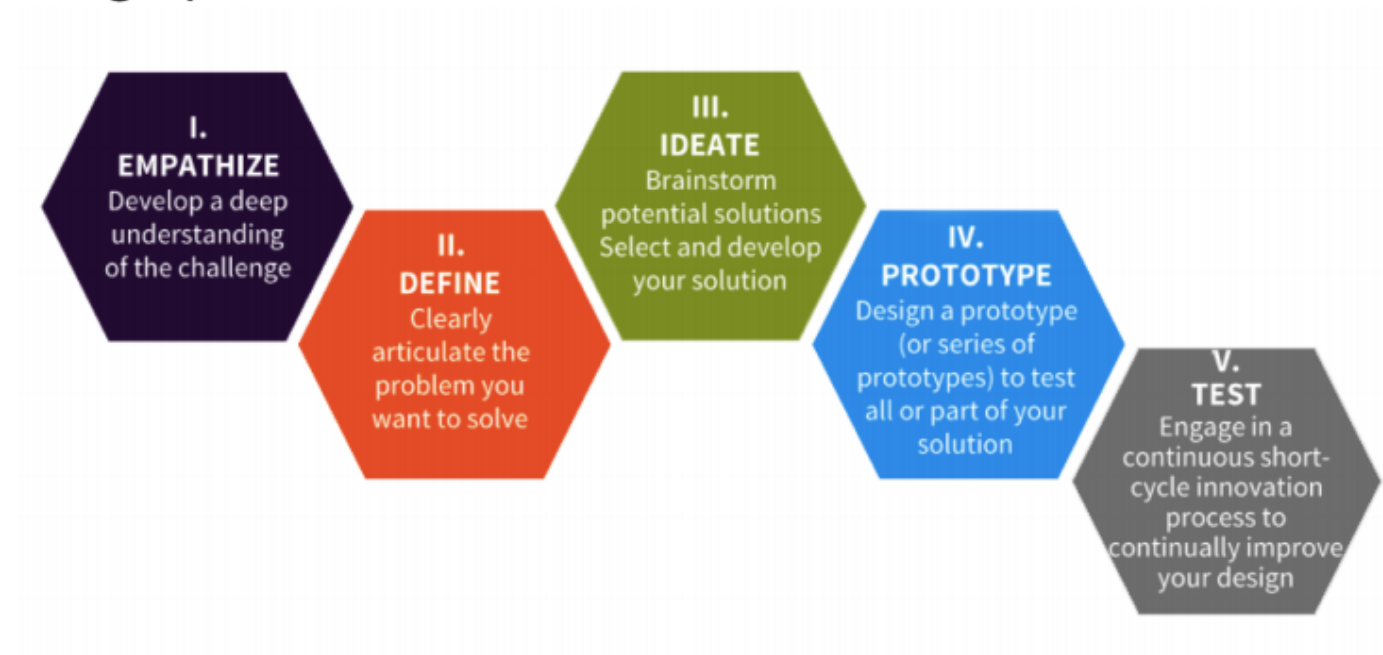 I.
EMPATHIZE
Develop a deep
understanding
of the challenge
II.
DEFINE
Clearly
articulate the
problem you
want to solve
III.
IDEATE
Brainstorm
potential solutions
Select and develop
your solution
IV.
PROTOTYPE
Design a prototype
(or series of
prototypes) to test
all or part of your
solution
V.
TEST
Engage in a
continuous short-
cycle innovation
process to
continually improve
your design